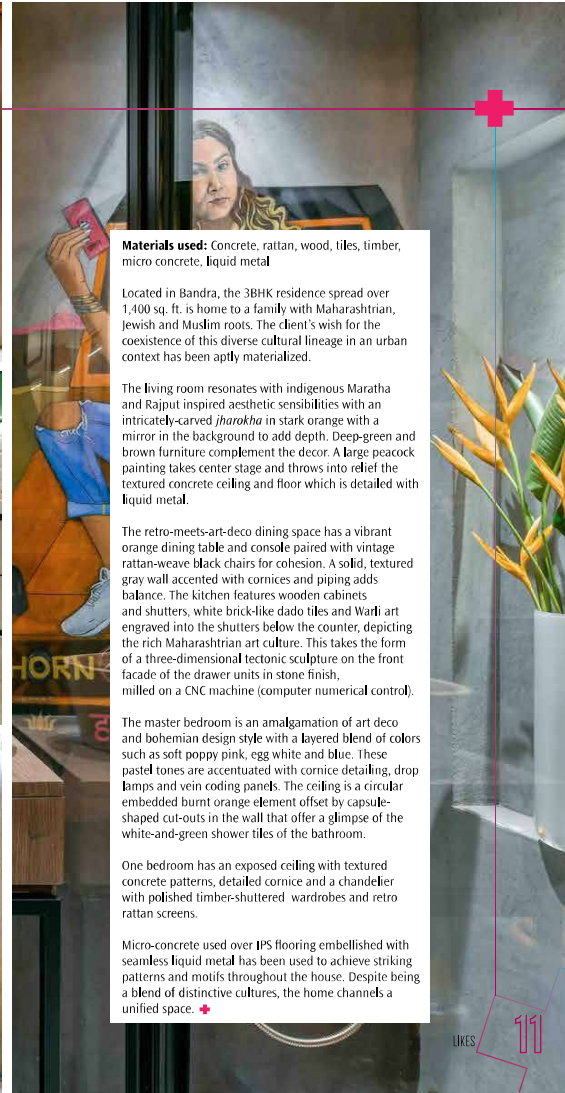 Materials used: Concrete, rattan, wood, tiles, timber,
micro concrete, liquid metal
Located in Bandra, the 3BHK residence spread over
1,400 sq. ft. is home to a family with Maharashtrian,
Jewish and Muslim roots. The client's wish for the
coexistence of this diverse cultural lineage in an urban
context has been aptly materialized.
The living room resonates with indigenous Maratha
and Rajput inspired aesthetic sensibilities with an
intricately-carved jharokha in stark orange with a
mirror in the background to add depth. Deep-green and
brown furniture complement the decor. A large peacock
painting takes center stage and throws into relief the
textured concrete ceiling and floor which is detailed with
liquid metal.
The retro-meets-art-deco dining space has a vibrant
orange dining table and console paired with vintage
rattan-weave black chairs for cohesion. A solid, textured
gray wall accented with cornices and piping adds
balance. The kitchen features wooden cabinets
and shutters, white brick-like dado tiles and Warli art
engraved into the shutters below the counter, depicting
the rich Maharashtrian art culture. This takes the form
of a three-dimensional tectonic sculpture on the front
facade of the drawer units in stone finish,
milled on a CNC machine (computer numerical control).
The master bedroom is an amalgamation of art deco
and bohemian design style with a layered blend of colors
such as soft poppy pink, egg white and blue. These
pastel tones are accentuated with cornice detailing, drop
lamps and vein coding panels. The ceiling is a circular
embedded burnt orange element offset by capsule-
shaped cut-outs in the wall that offer a glimpse of the
white-and-green shower tiles of the bathroom.
One bedroom has an exposed ceiling with textured
concrete patterns, detailed cornice and a chandelier
with polished timber-shuttered wardrobes and retro
rattan screens.
Micro-concrete used over IPS flooring embellished with
seamless liquid metal has been used to achieve striking
patterns and motifs throughout the house. Despite being
a blend of distinctive cultures, the home channels a
unified space.
HORN
LIKES 11